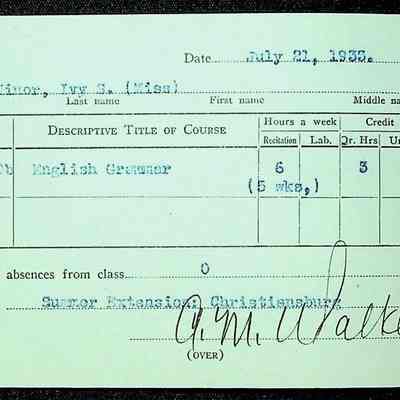 Date July 21, 1935.
Minor, Ivy S. (Miss)
Last name First name Middle na
DESCRIPTIVE TITLE OF COURSE Hours a week Credit
Recitation Lab. Qr. Hrs Un
English Grammar 6 3
(5 wks,)
absences from class 0
Summer Extension; Christiansburg
A. M. Walke
(OVER)